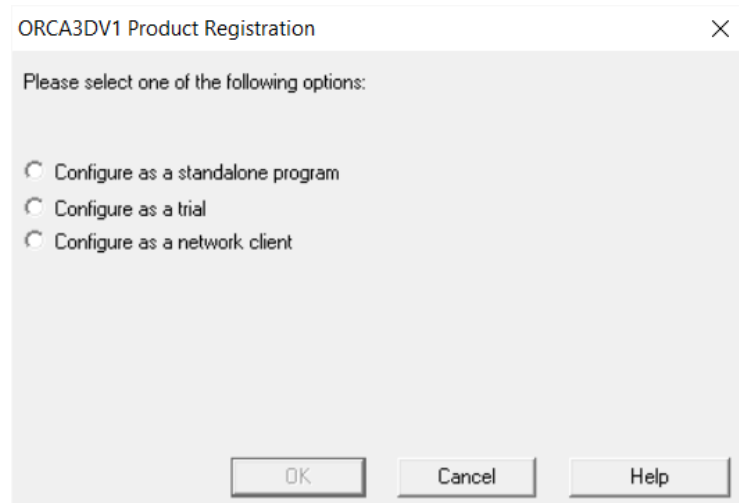 ORCA3DV1 Product Registration
Please select one of the following options:
Configure as a standalone program
Configure as a trial
Configure as a network client
OK Cancel Help